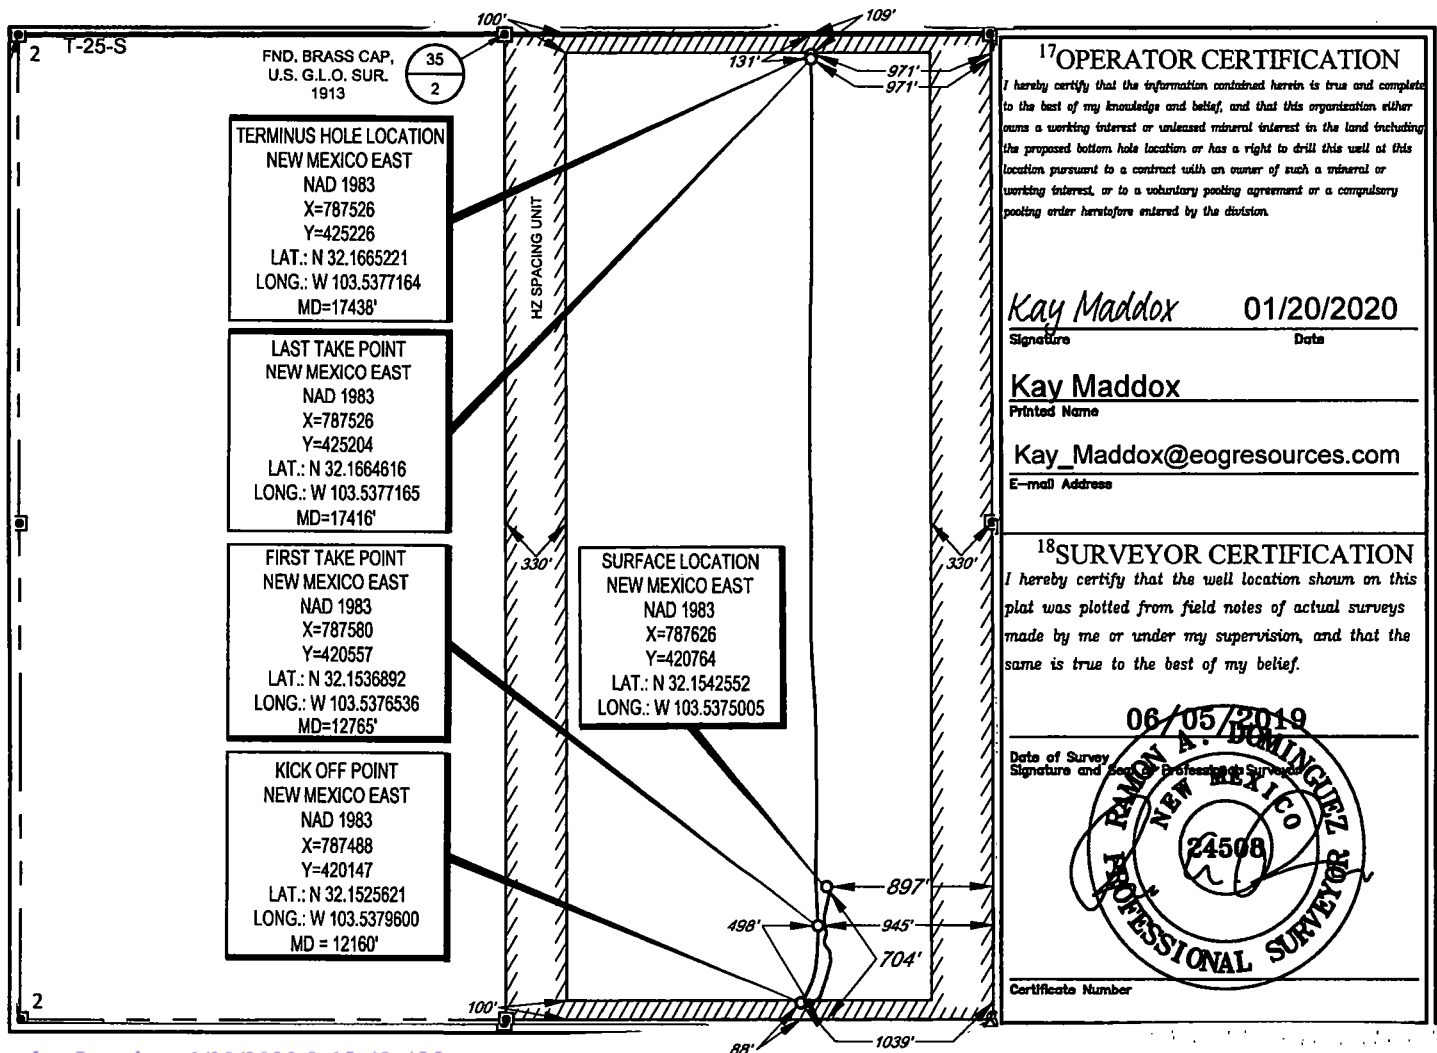 100'
109'
2
T-25-S
FND. BRASS CAP,
U.S. G.L.O. SUR.
1913
35
2
131'
971'
971'
TERMINUS HOLE LOCATION
NEW MEXICO EAST
NAD 1983
X=787526
Y=425226
LAT.: N 32.1665221
LONG.: W 103.5377164
MD=17438'
HZ SPACING UNIT
LAST TAKE POINT
NEW MEXICO EAST
NAD 1983
X=787526
Y=425204
LAT.: N 32.1664616
LONG.: W 103.5377165
MD=17416'
330'
330'
FIRST TAKE POINT
NEW MEXICO EAST
NAD 1983
X=787580
Y=420557
LAT.: N 32.1536892
LONG.: W 103.5376536
MD=12765'
SURFACE LOCATION
NEW MEXICO EAST
NAD 1983
X=787626
Y=420764
LAT.: N 32.1542552
LONG.: W 103.5375005
KICK OFF POINT
NEW MEXICO EAST
NAD 1983
X=787488
Y=420147
LAT.: N 32.1525621
LONG.: W 103.5379600
MD = 12160'
897'
498'
945'
704'
2
100'
88'
1039'
17OPERATOR CERTIFICATION
I hereby certify that the information contained herein is true and complete
to the best of my knowledge and belief, and that this organization either
owns a working interest or unleased mineral interest in the land including
the proposed bottom hole location or has a right to drill this well at this
location pursuant to a contract with an owner of such a mineral or
working interest, or to a voluntary pooling agreement or a compulsory
pooling order heretofore entered by the division.
Kay Maddox 01/20/2020
Signature Date
Kay Maddox
Printed Name
Kay_Maddox@eogresources.com
E-mail Address
18SURVEYOR CERTIFICATION
I hereby certify that the well location shown on this
plat was plotted from field notes of actual surveys
made by me or under my supervision, and that the
same is true to the best of my belief.
06/05/2019
Date of Survey
Signature and Seal of Professional Surveyor
RAMON A. DOMINGUEZ
NEW MEXICO
24508
PROFESSIONAL SURVEYOR
Certificate Number